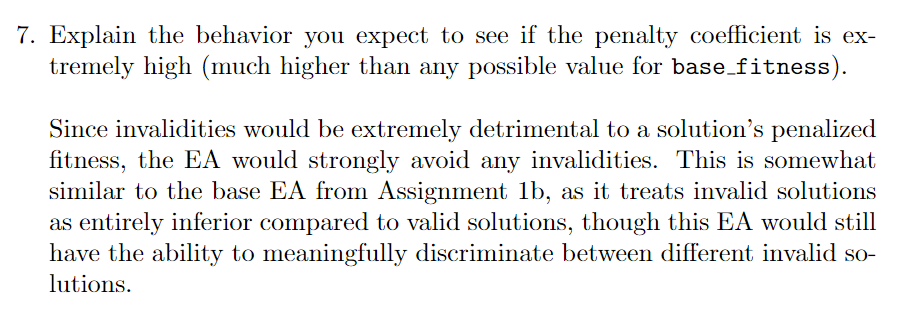 7. Explain the behavior you expect to see if the penalty coefficient is ex-
tremely high (much higher than any possible value for base_fitness).
Since invalidities would be extremely detrimental to a solution's penalized
fitness, the EA would strongly avoid any invalidities. This is somewhat
similar to the base EA from Assignment 1b, as it treats invalid solutions
as entirely inferior compared to valid solutions, though this EA would still
have the ability to meaningfully discriminate between different invalid so-
lutions.